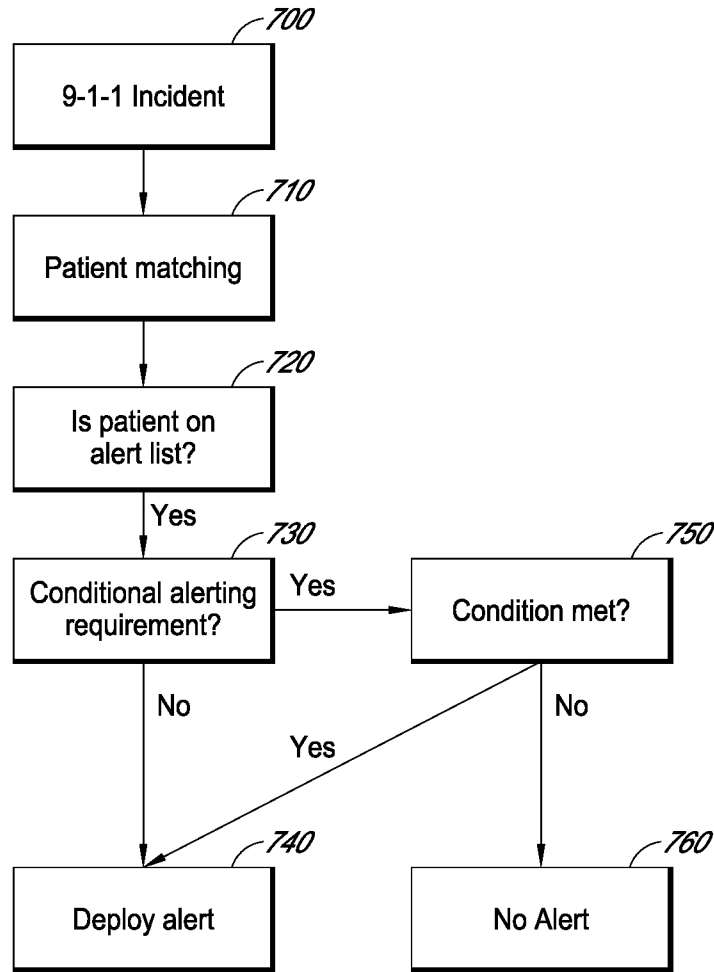 700
9-1-1 Incident
710
Patient matching
720
Is patient on
alert list?
Yes
730
Conditional alerting
requirement?
Yes
750
Condition met?
No
Yes
No
740
Deploy alert
760
No Alert